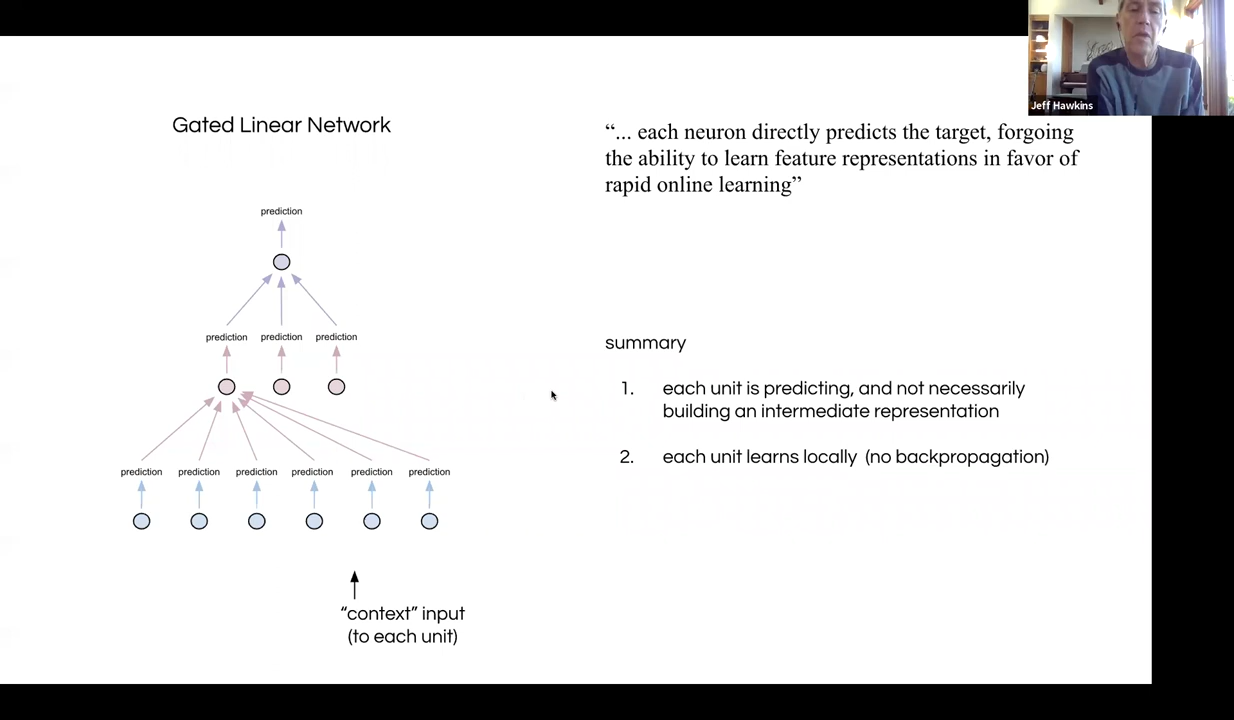 Jeff Hawkins
Gated Linear Network
“... each neuron directly predicts the target, forgoing
the ability to learn feature representations in favor of
rapid online learning”
prediction
prediction prediction prediction
prediction prediction prediction prediction prediction prediction
“context” input
(to each unit)
summary
1. each unit is predicting, and not necessarily
building an intermediate representation
2. each unit learns locally (no backpropagation)